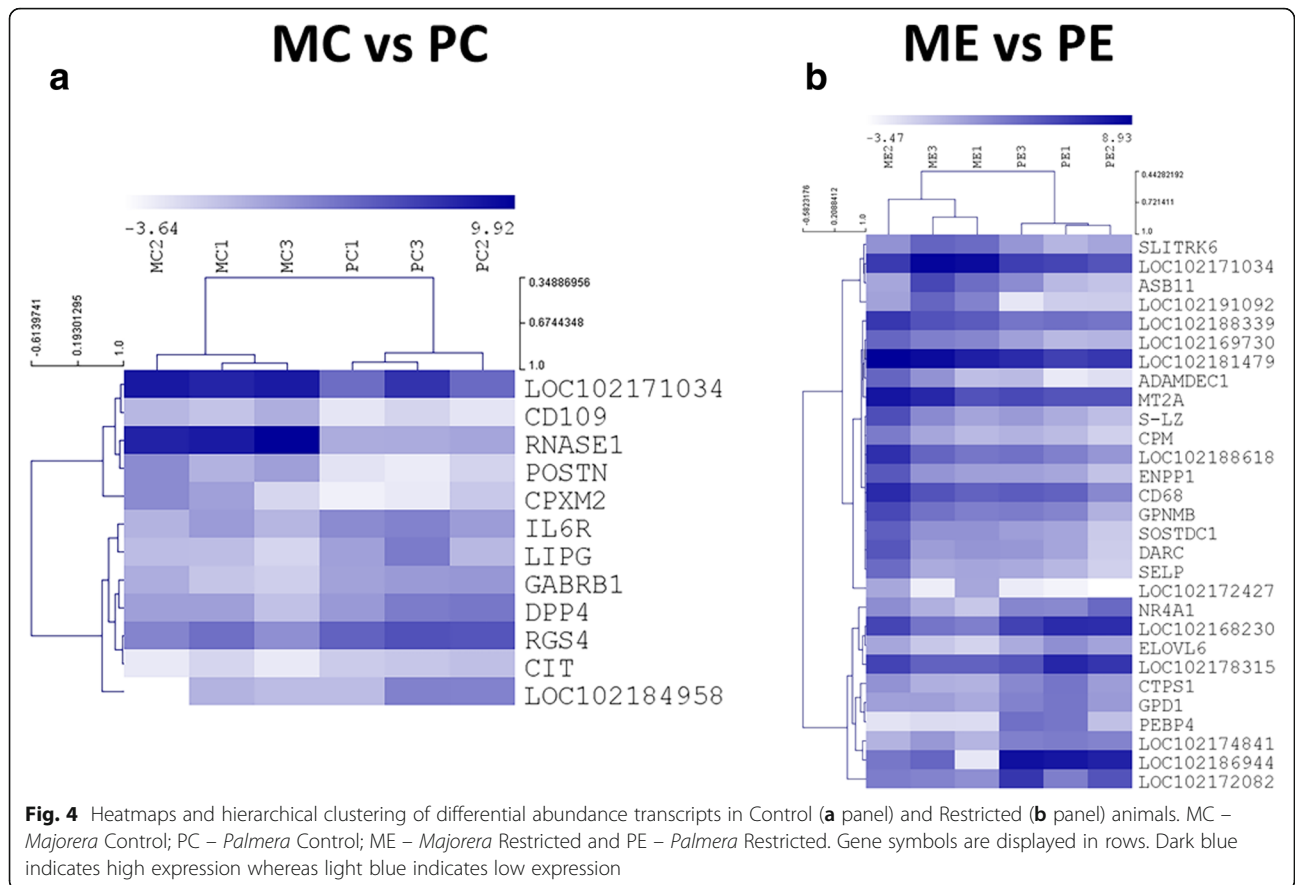 MC vs PC
a
-3.64 9.92
MC2 MC1 MC3 PC1 PC3 PC2
-0.6139741 0.19301295 1.0
0.34886956
0.6744348
1.0
LOC102171034
CD109
RNASE1
POSTN
CPXM2
IL6R
LIPG
GABRB1
DPP4
RGS4
CIT
LOC102184958
ME vs PE
b
-3.47 8.93
ME2 ME3 ME1 PE3 PE1 PE2
-0.5823176 0.2088412 1.0
0.44282192
0.721411
1.0
SLITRK6
LOC102171034
ASB11
LOC102191092
LOC102188339
LOC102169730
LOC102181479
ADAMDEC1
MT2A
S-LZ
CPM
LOC102188618
ENPP1
CD68
GPNMB
SOSTDC1
DARC
SELP
LOC102172427
NR4A1
LOC102168230
ELOVL6
LOC102178315
CTPS1
GPD1
PEBP4
LOC102174841
LOC102186944
LOC102172082
Fig. 4 Heatmaps and hierarchical clustering of differential abundance transcripts in Control (a panel) and Restricted (b panel) animals. MC –
Majorera Control; PC – Palmera Control; ME – Majorera Restricted and PE – Palmera Restricted. Gene symbols are displayed in rows. Dark blue
indicates high expression whereas light blue indicates low expression